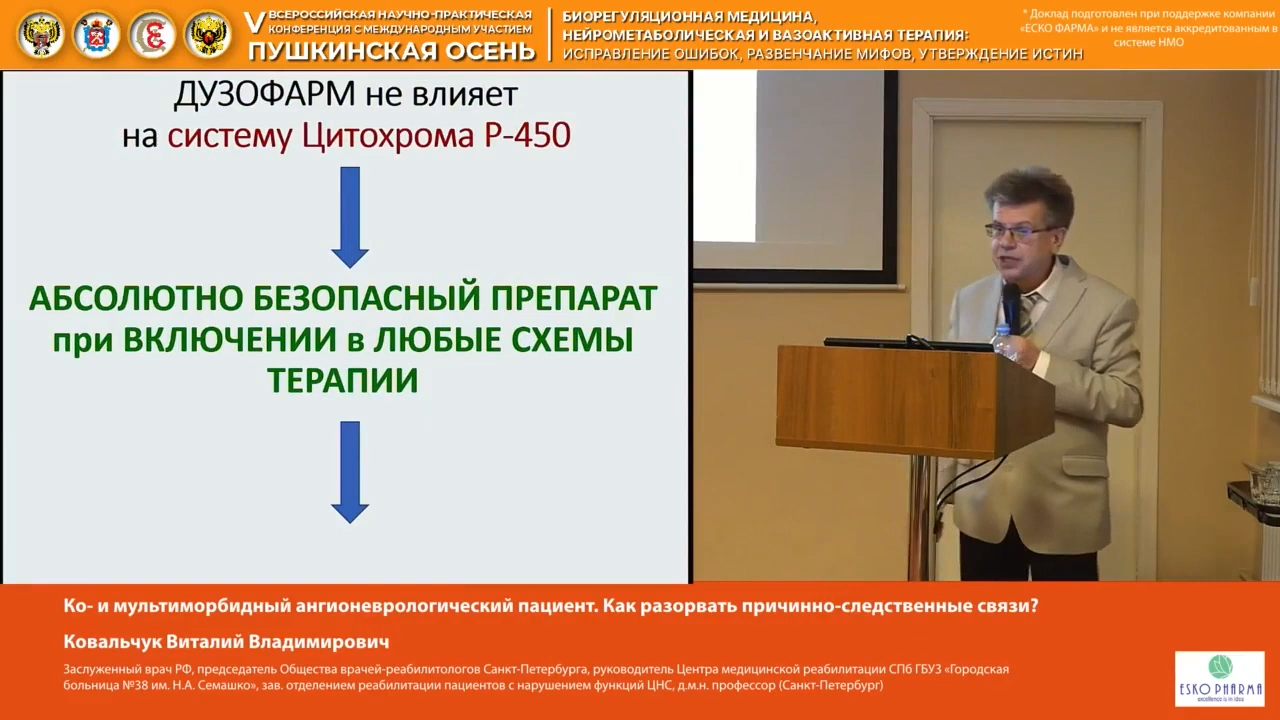 V ВСЕРОССИЙСКАЯ НАУЧНО-ПРАКТИЧЕСКАЯ
КОНФЕРЕНЦИЯ С МЕЖДУНАРОДНЫМ УЧАСТИЕМ
ПУШКИНСКАЯ ОСЕНЬ
БИОРЕГУЛЯЦИОННАЯ МЕДИЦИНА,
НЕЙРОМЕТАБОЛИЧЕСКАЯ И ВАЗОАКТИВНАЯ ТЕРАПИЯ:
ИСПРАВЛЕНИЕ ОШИБОК, РАЗВЕНЧАНИЕ МИФОВ, УТВЕРЖДЕНИЕ ИСТИН
* Доклад подготовлен при поддержке компании
«ЕСКО ФАРМА» и не является аккредитованным в
системе НМО
ДУЗОФАРМ не влияет
на систему Цитохрома Р-450
АБСОЛЮТНО БЕЗОПАСНЫЙ ПРЕПАРАТ
при ВКЛЮЧЕНИИ в ЛЮБЫЕ СХЕМЫ
ТЕРАПИИ
Ко- и мультиморбидный ангионеврологический пациент. Как разорвать причинно-следственные связи?
Ковальчук Виталий Владимирович
Заслуженный врач РФ, председатель Общества врачей-реабилитологов Санкт-Петербурга, руководитель Центра медицинской реабилитации СПб ГБУЗ «Городская
больница №38 им. Н.А. Семашко», зав. отделением реабилитации пациентов с нарушением функций ЦНС, д.м.н. профессор (Санкт-Петербург)
ESKO PHARMA
excellence is in idea